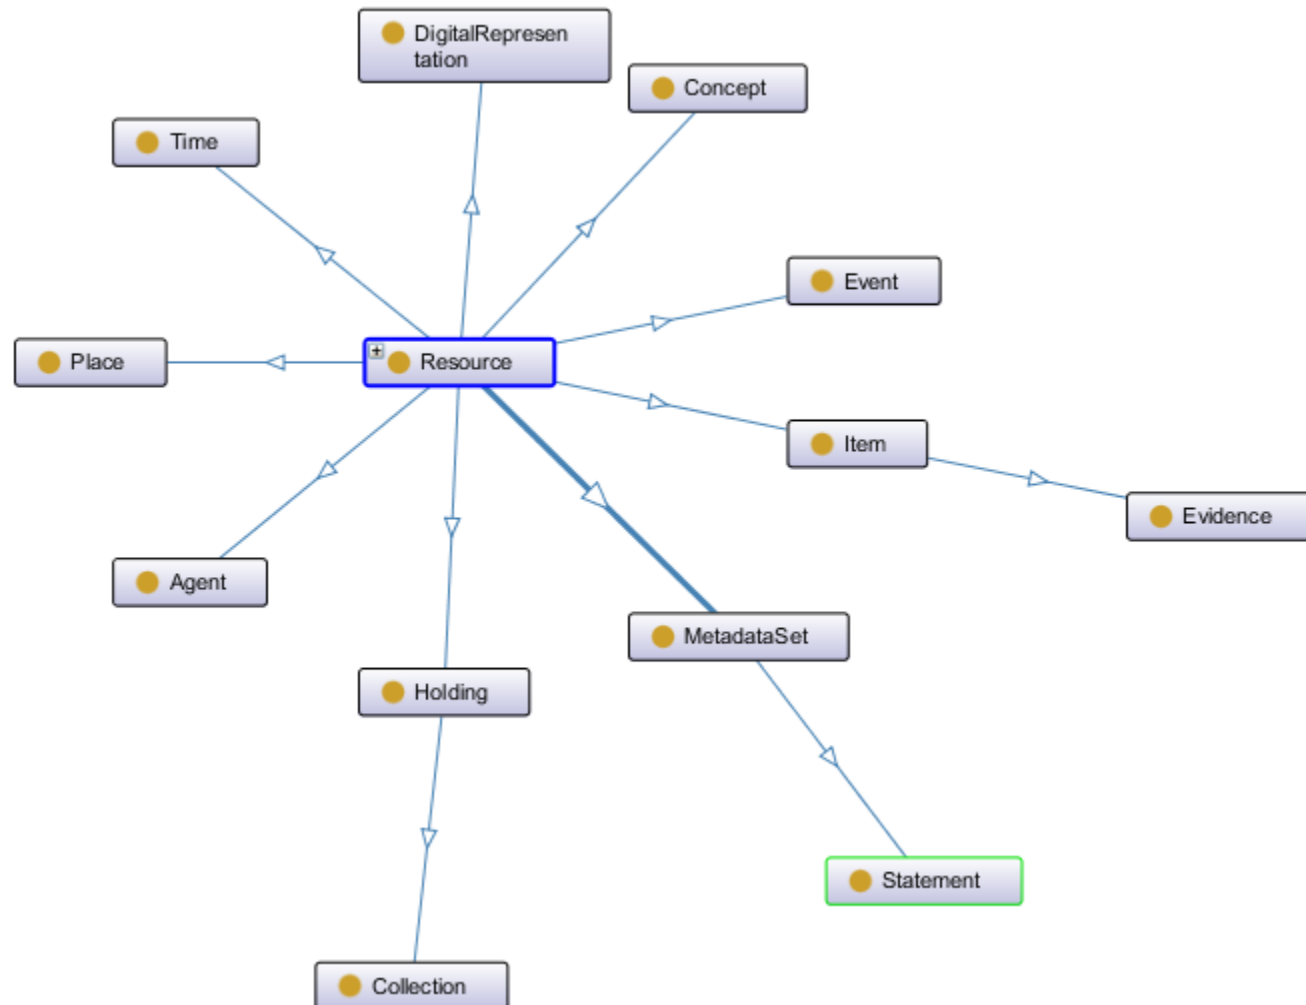 DigitalRepresen
tation
Concept
Time
Event
Place
Resource
Item
Evidence
Agent
MetadataSet
Holding
Statement
Collection